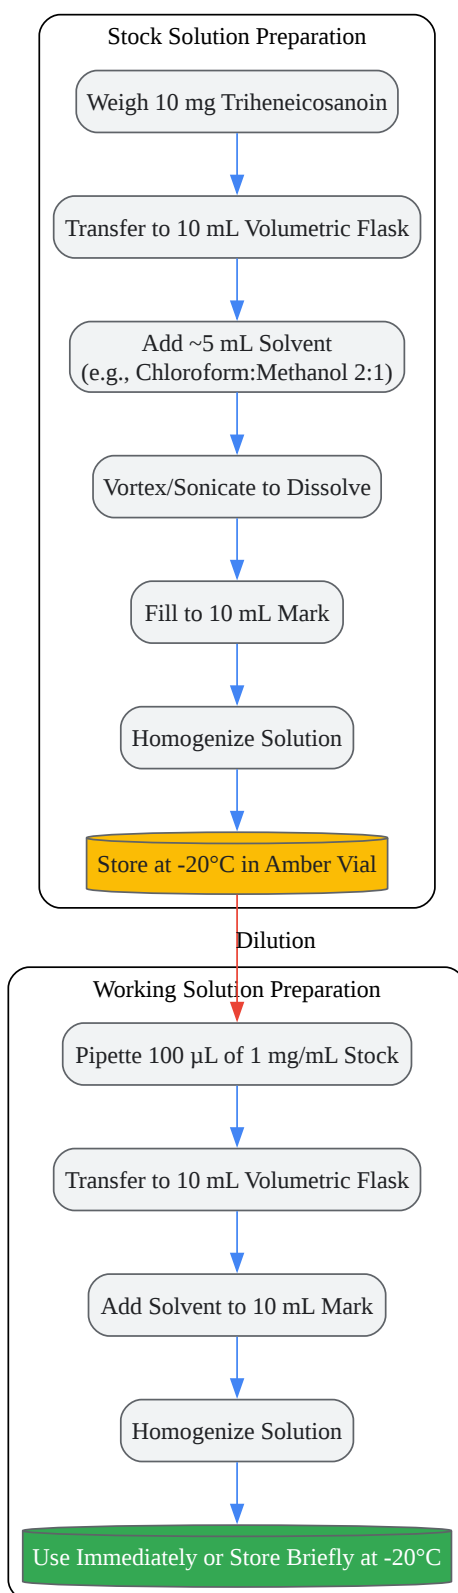 Stock Solution Preparation
Weigh 10 mg Triheneicosanoin
Transfer to 10 mL Volumetric Flask
Add ~5 mL Solvent
(e.g., Chloroform:Methanol 2:1)
Vortex/Sonicate to Dissolve
Fill to 10 mL Mark
Homogenize Solution
Store at -20°C in Amber Vial
Dilution
Working Solution Preparation
Pipette 100 µL of 1 mg/mL Stock
Transfer to 10 mL Volumetric Flask
Add Solvent to 10 mL Mark
Homogenize Solution
Use Immediately or Store Briefly at -20°C